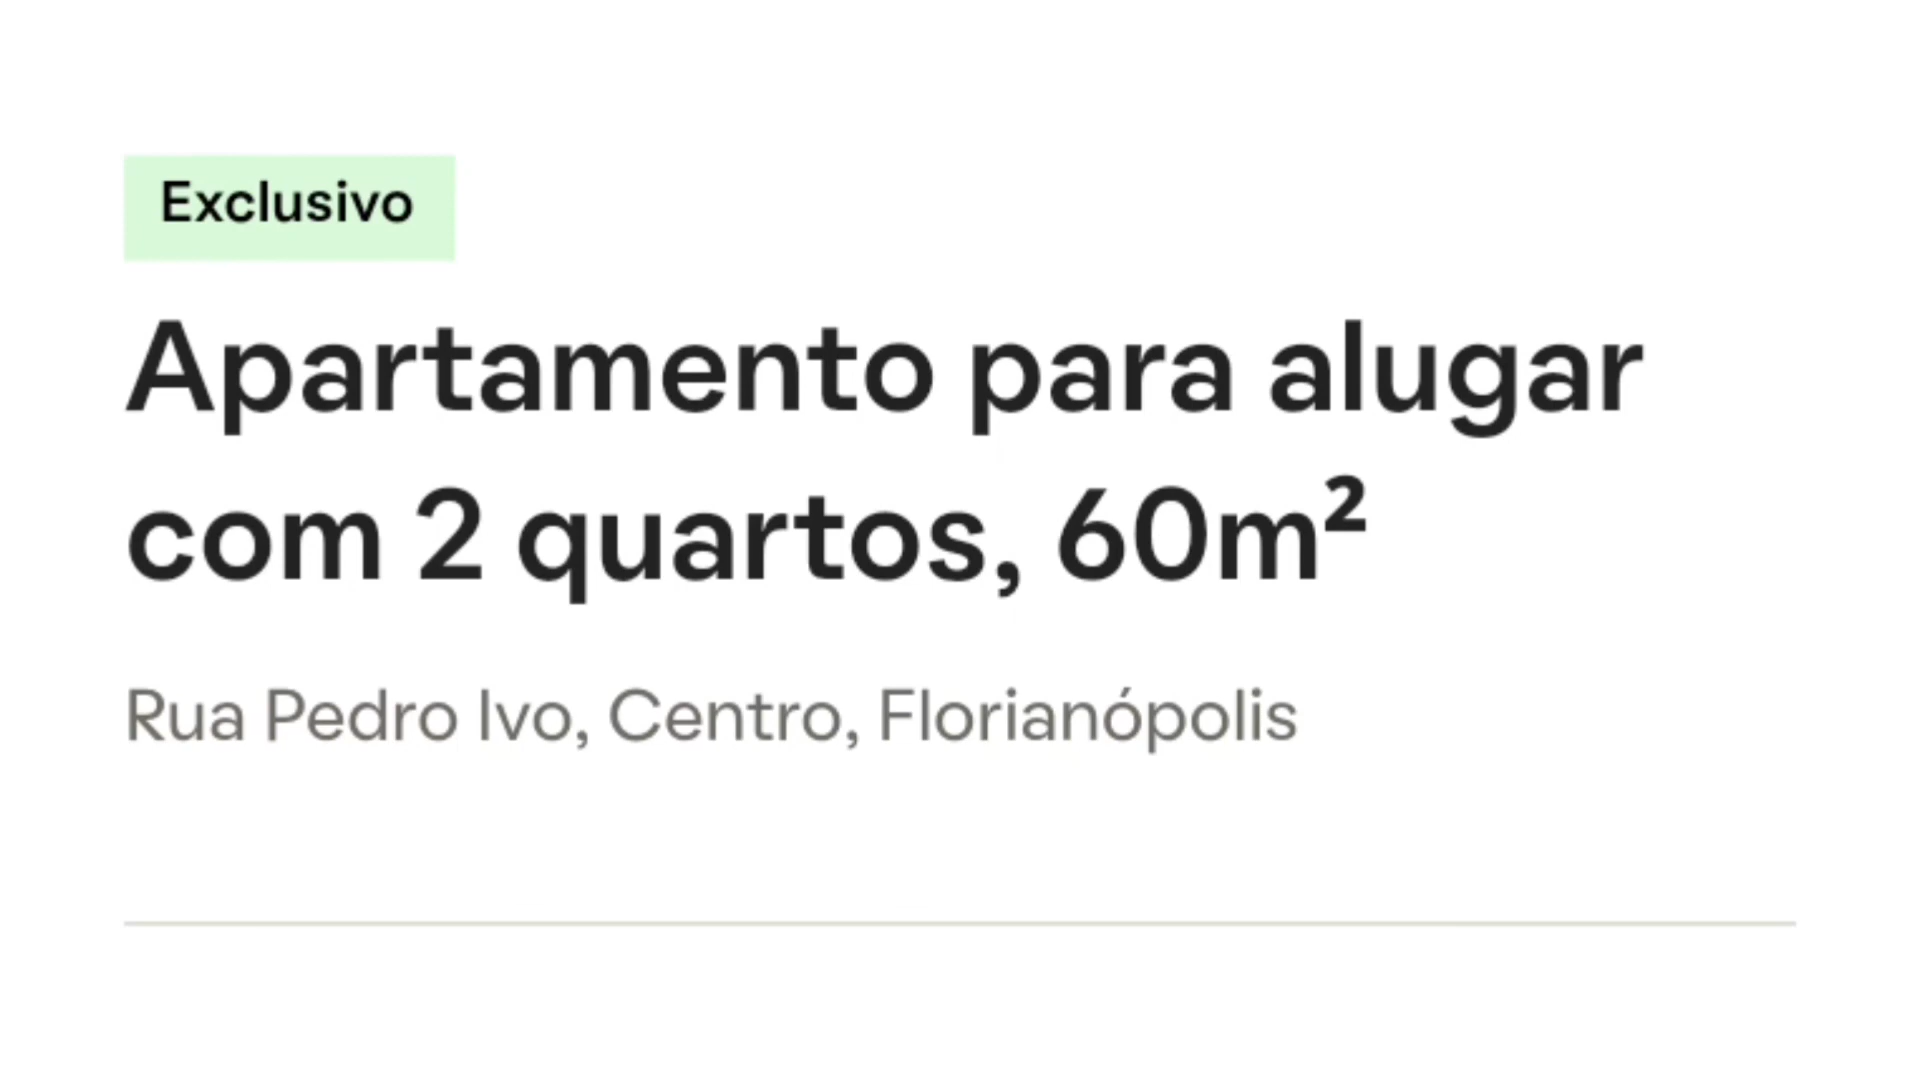 Exclusivo
Apartamento para alugar
com 2 quartos, 60m²
Rua Pedro Ivo, Centro, Florianópolis